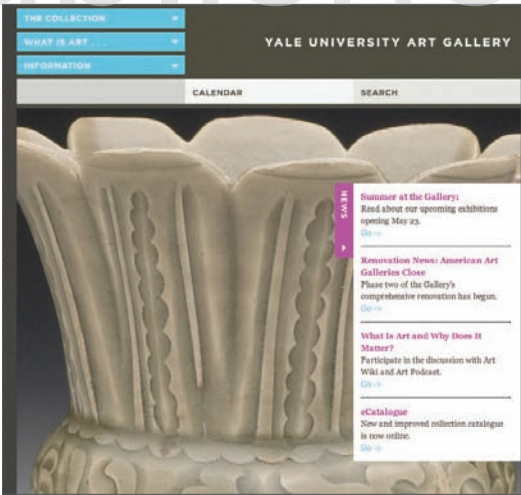 THE COLLECTION
WHAT IS ART . . .
INFORMATION
YALE UNIVERSITY ART GALLERY
CALENDAR
SEARCH
NEWS
Summer at the Gallery:
Read about our upcoming exhibitions
opening May 23.
Go ->
Renovation News: American Art
Galleries Close
Phase two of the Gallery's
comprehensive renovation has begun.
Go ->
What Is Art and Why Does It
Matter?
Participate in the discussion with Art
Wiki and Art Podcast.
Go ->
eCatalogue
New and improved collection catalogue
is now online.
Go ->